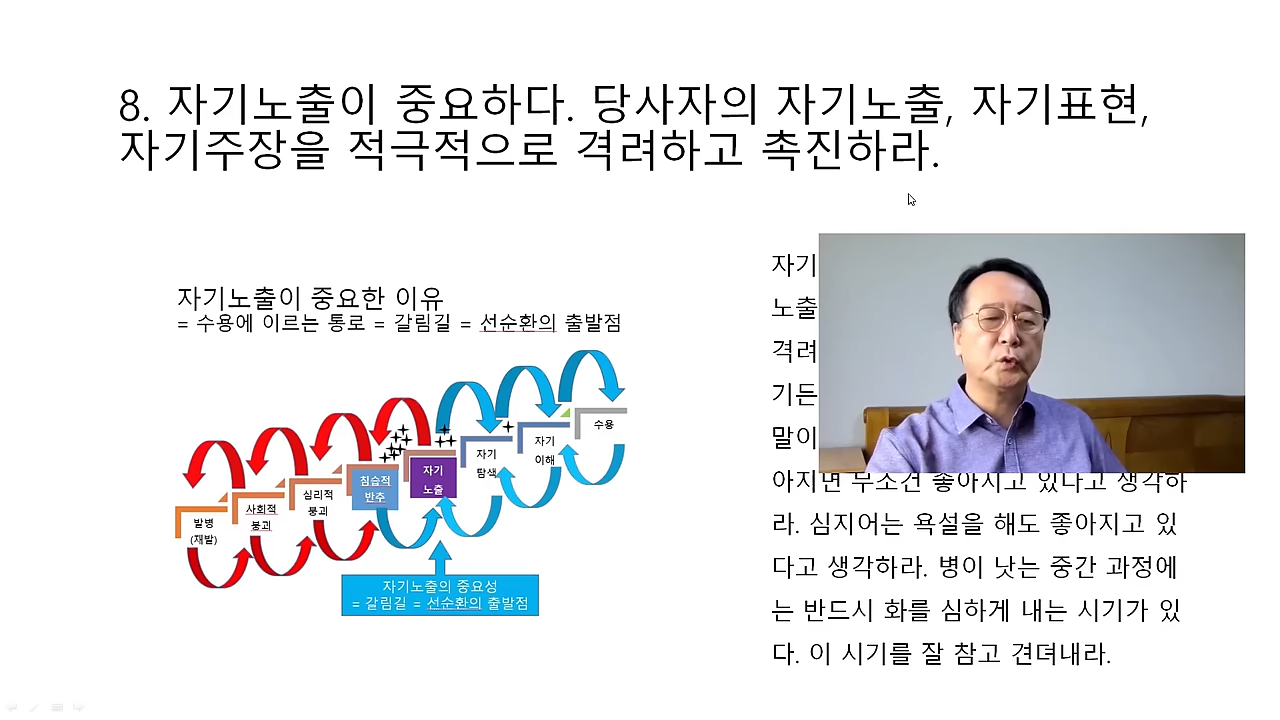 8. 자기노출이 중요하다. 당사자의 자기노출, 자기표현,
자기주장을 적극적으로 격려하고 촉진하라.
자기노출이 중요한 이유
= 수용에 이르는 통로 = 갈림길 = 선순환의 출발점
발병
(재발)
사회적
붕괴
심리적
붕괴
침습적
반추
자기
노출
자기
탐색
자기
이해
수용
자기노출의 중요성
= 갈림길 = 선순환의 출발점
자기
노출
격려
기든
말이
아지면 무조건 좋아지고 있다고 생각하
라. 심지어는 욕설을 해도 좋아지고 있
다고 생각하라. 병이 낫는 중간 과정에
는 반드시 화를 심하게 내는 시기가 있
다. 이 시기를 잘 참고 견뎌내라.